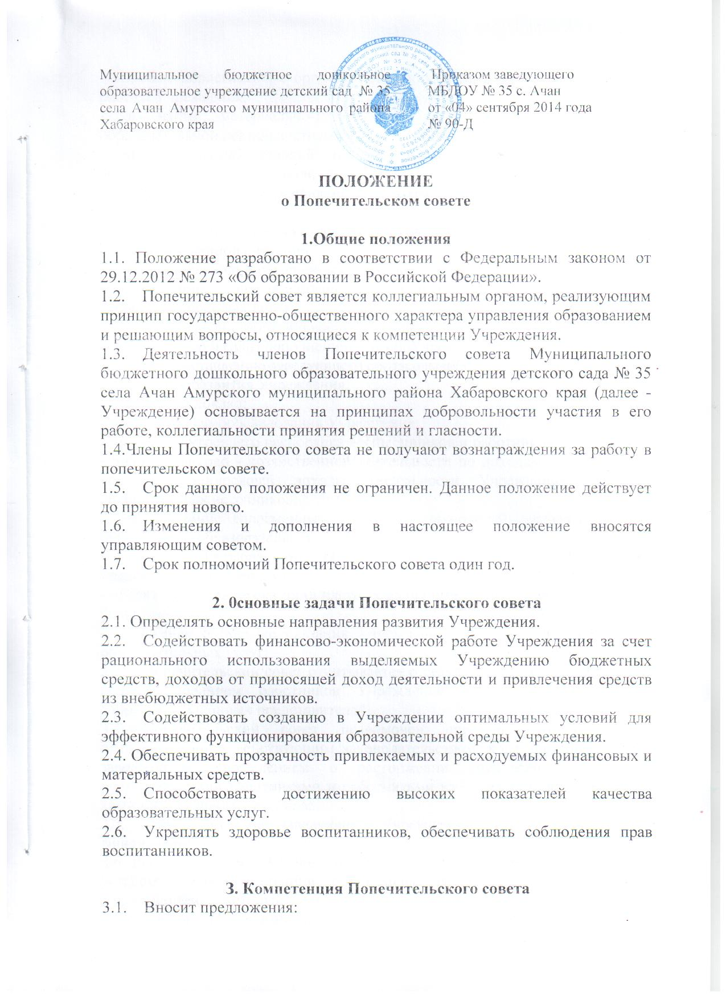 Муниципальное бюджетное дошкольное
образовательное учреждение детский сад № 35
села Ачан Амурского муниципального района
Хабаровского края
Приказом заведующего
МБДОУ № 35 с. Ачан
от «04» сентября 2014 года
№ 90-Д
ПОЛОЖЕНИЕ
о Попечительском совете
1.Общие положения
1.1. Положение разработано в соответствии с Федеральным законом от
29.12.2012 № 273 «Об образовании в Российской Федерации».
1.2. Попечительский совет является коллегиальным органом, реализующим
принцип государственно-общественного характера управления образованием
и решающим вопросы, относящиеся к компетенции Учреждения.
1.3. Деятельность членов Попечительского совета Муниципального
бюджетного дошкольного образовательного учреждения детского сада № 35
села Ачан Амурского муниципального района Хабаровского края (далее -
Учреждение) основывается на принципах добровольности участия в его
работе, коллегиальности принятия решений и гласности.
1.4.Члены Попечительского совета не получают вознаграждения за работу в
попечительском совете.
1.5. Срок данного положения не ограничен. Данное положение действует
до принятия нового.
1.6. Изменения и дополнения в настоящее положение вносятся
управляющим советом.
1.7. Срок полномочий Попечительского совета один год.
2. 0сновные задачи Попечительского совета
2.1. Определять основные направления развития Учреждения.
2.2. Содействовать финансово-экономической работе Учреждения за счет
рационального использования выделяемых Учреждению бюджетных
средств, доходов от приносящей доход деятельности и привлечения средств
из внебюджетных источников.
2.3. Содействовать созданию в Учреждении оптимальных условий для
эффективного функционирования образовательной среды Учреждения.
2.4. Обеспечивать прозрачность привлекаемых и расходуемых финансовых и
материальных средств.
2.5. Способствовать достижению высоких показателей качества
образовательных услуг.
2.6. Укреплять здоровье воспитанников, обеспечивать соблюдения прав
воспитанников.
3. Компетенция Попечительского совета
3.1. Вносит предложения: